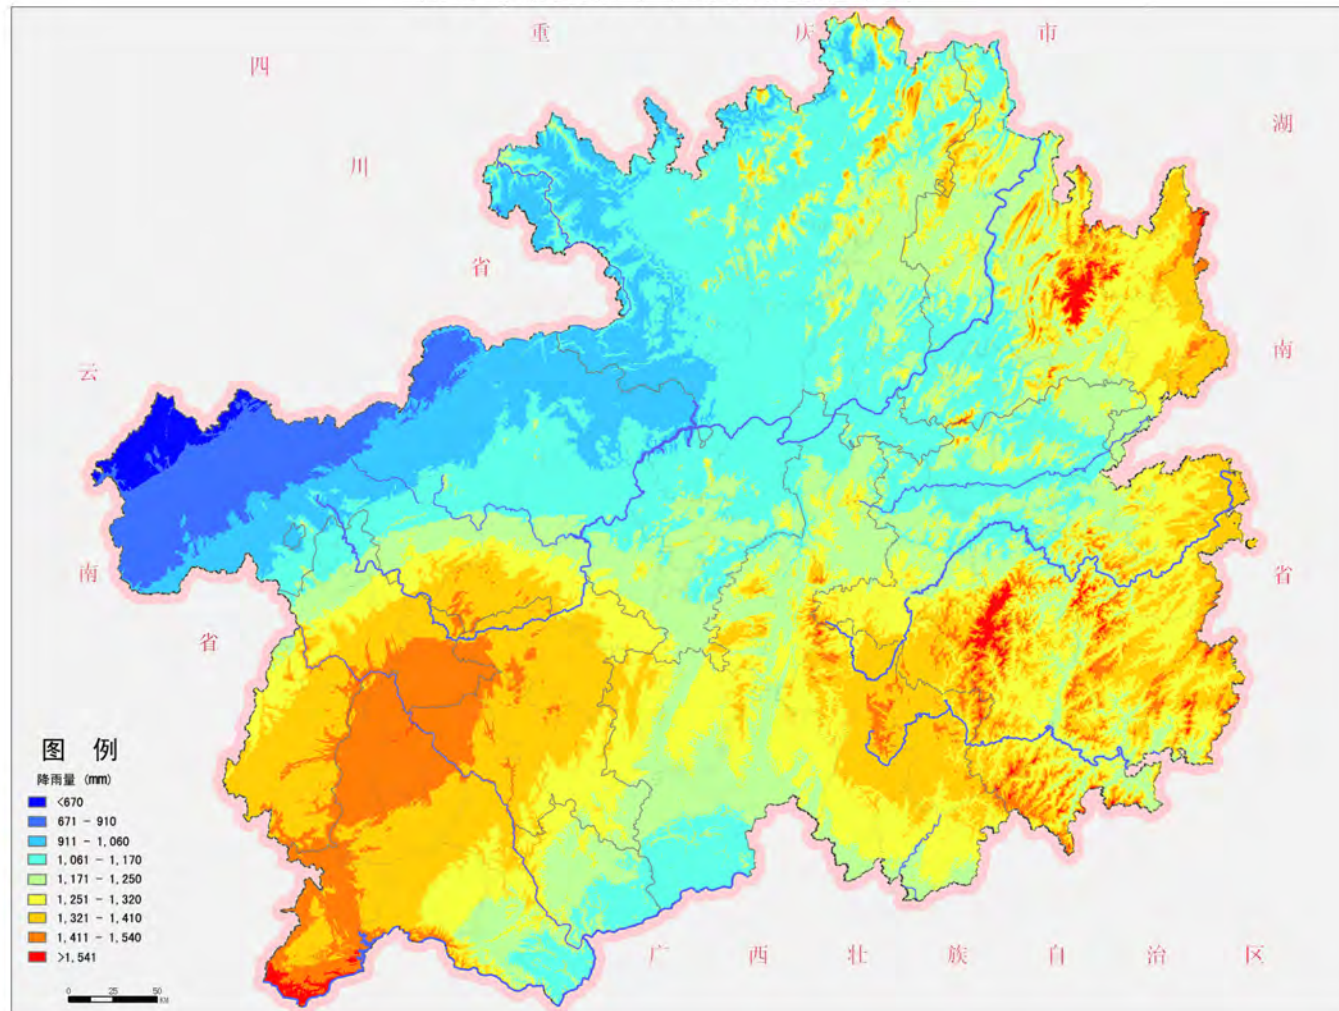 重 庆 市
四
湖
川
省
南
云
南
省
省
图 例
降雨量 (mm)
<670
671 - 910
911 - 1,060
1,061 - 1,170
1,171 - 1,250
1,251 - 1,320
1,321 - 1,410
1,411 - 1,540
>1,541
广 西 壮 族 自 治 区
0 25 50
KM